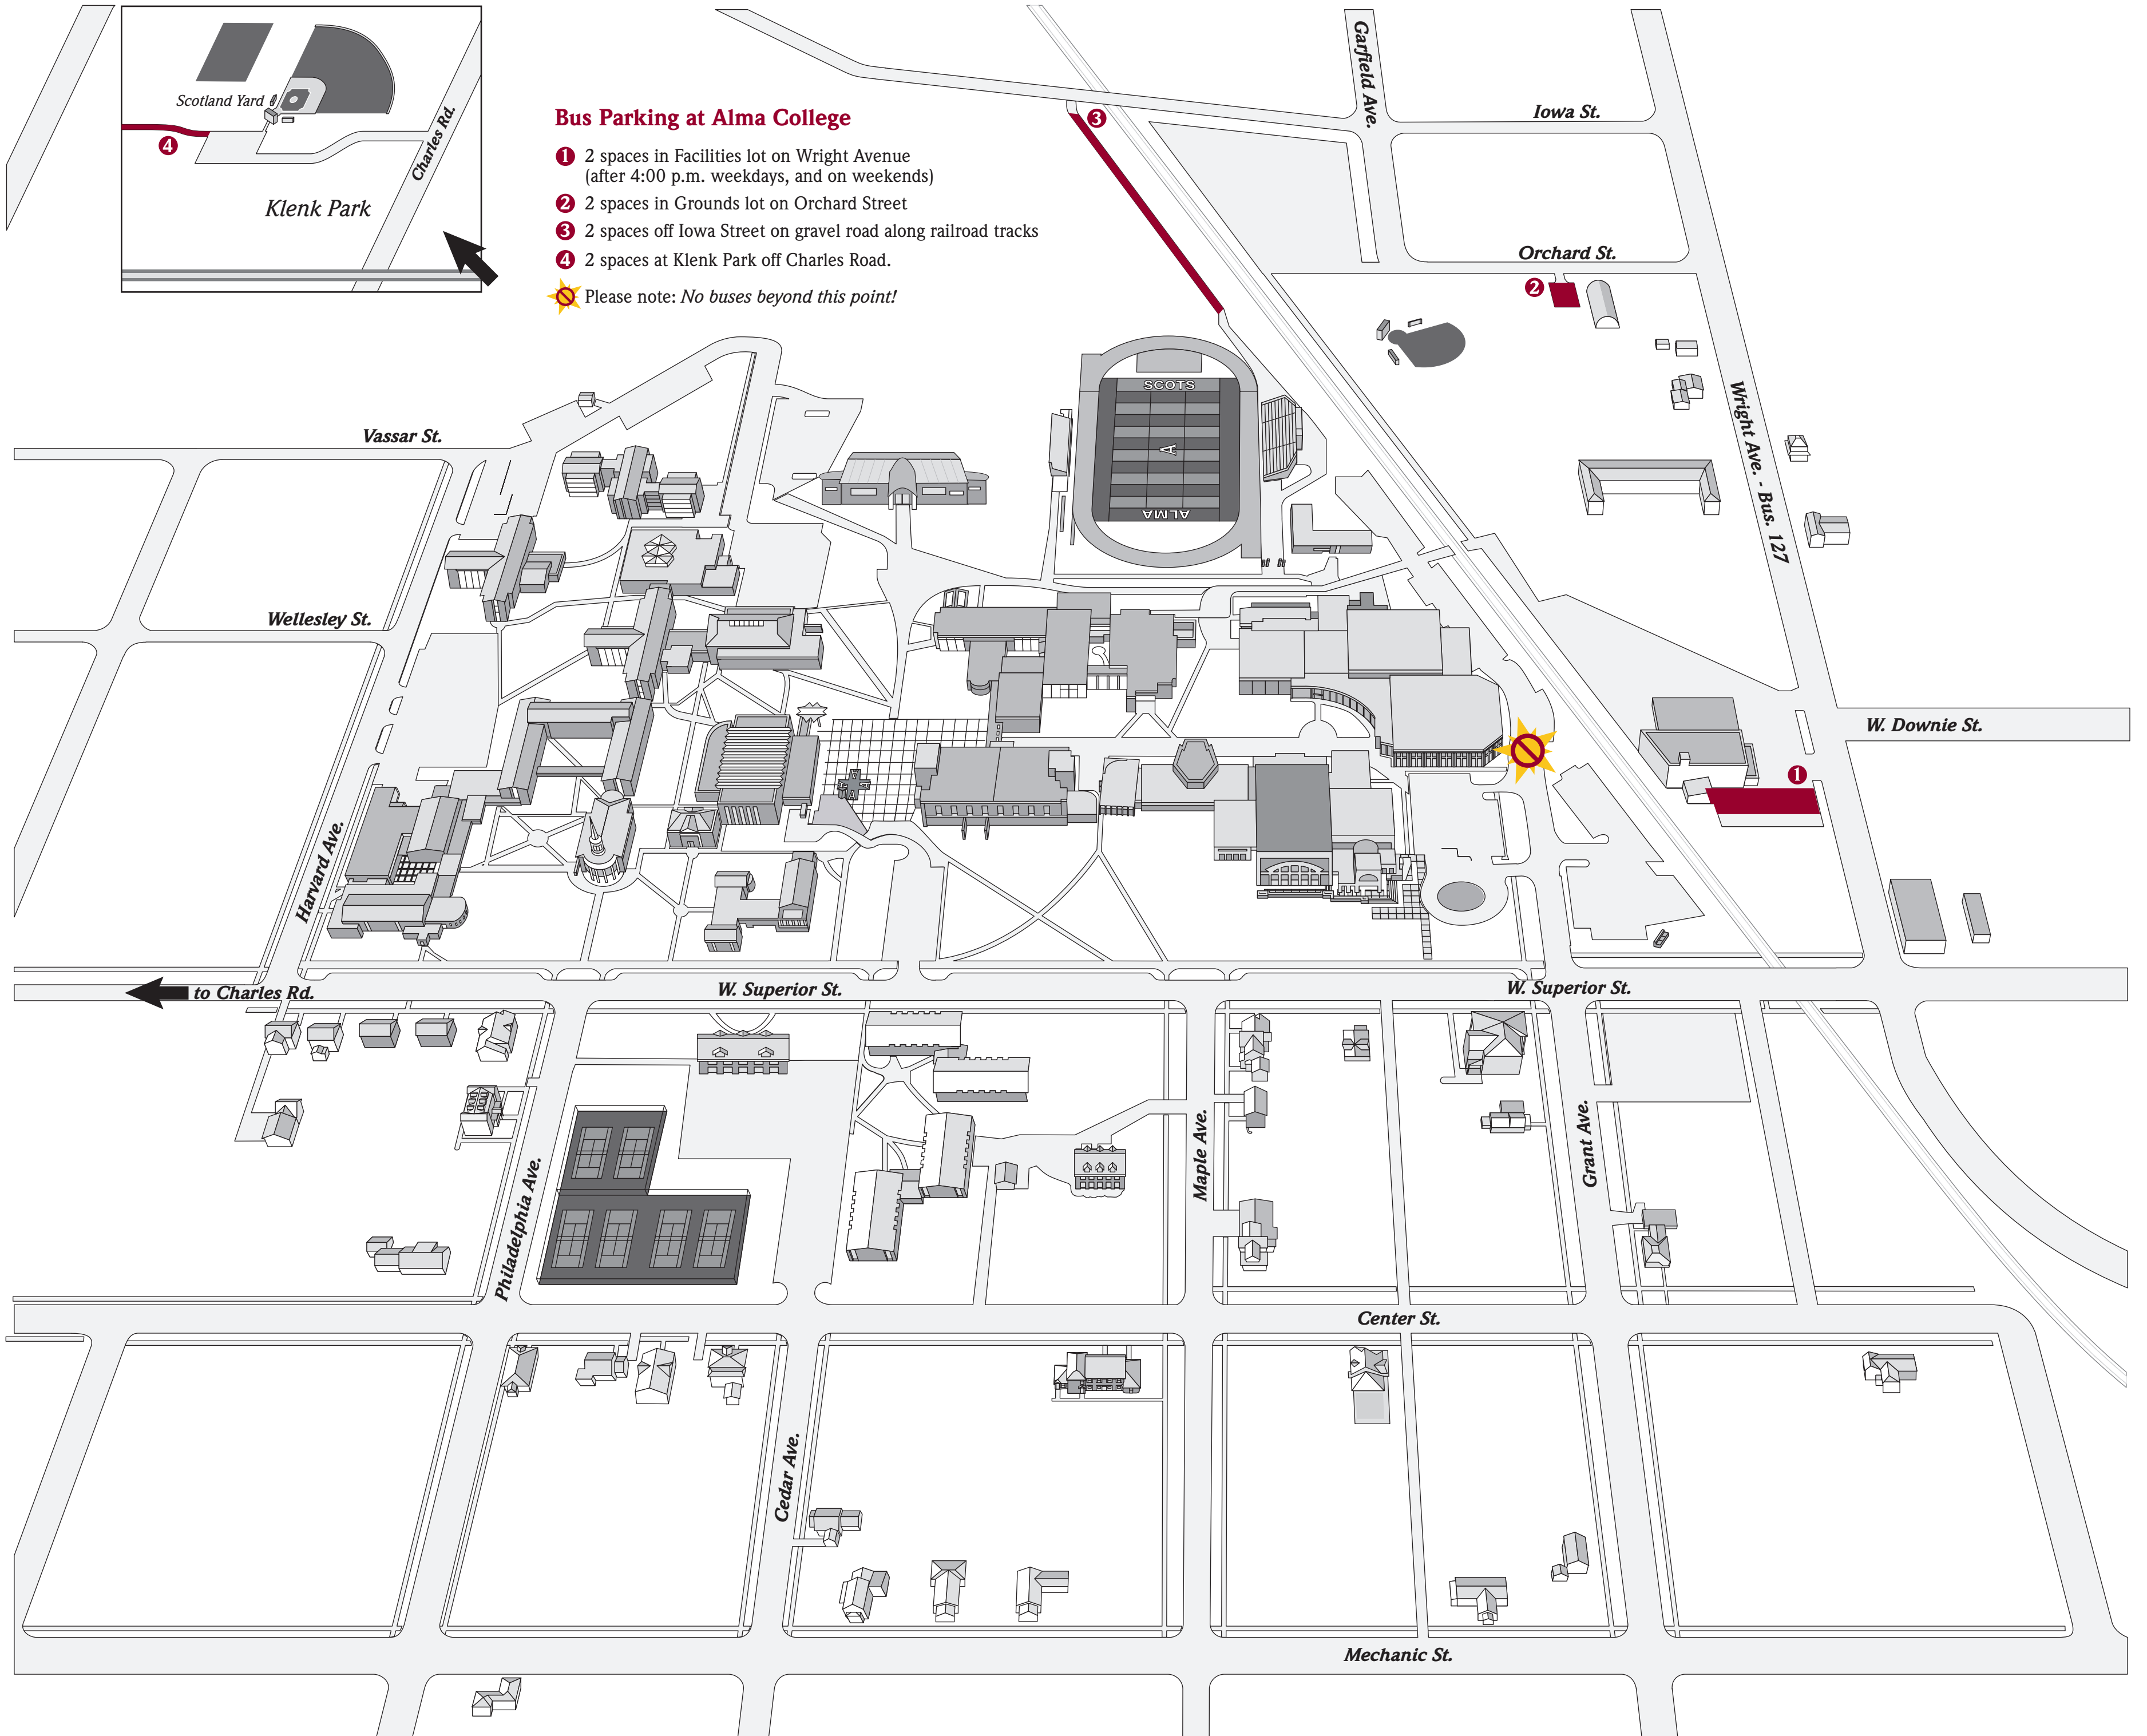 Scotland Yard
4
Klenk Park
Charles Rd.
Bus Parking at Alma College
1 2 spaces in Facilities lot on Wright Avenue
(after 4:00 p.m. weekdays, and on weekends)
2 2 spaces in Grounds lot on Orchard Street
3 2 spaces off Iowa Street on gravel road along railroad tracks
4 2 spaces at Klenk Park off Charles Road.
Please note: No buses beyond this point!
3
Garfield Ave.
Iowa St.
Orchard St.
2
Wright Ave. - Bus. 127
SCOTS
A
ALMA
Vassar St.
Wellesley St.
W. Downie St.
1
Harvard Ave.
to Charles Rd.
W. Superior St.
W. Superior St.
Philadelphia Ave.
Maple Ave.
Grant Ave.
Center St.
Cedar Ave.
Mechanic St.